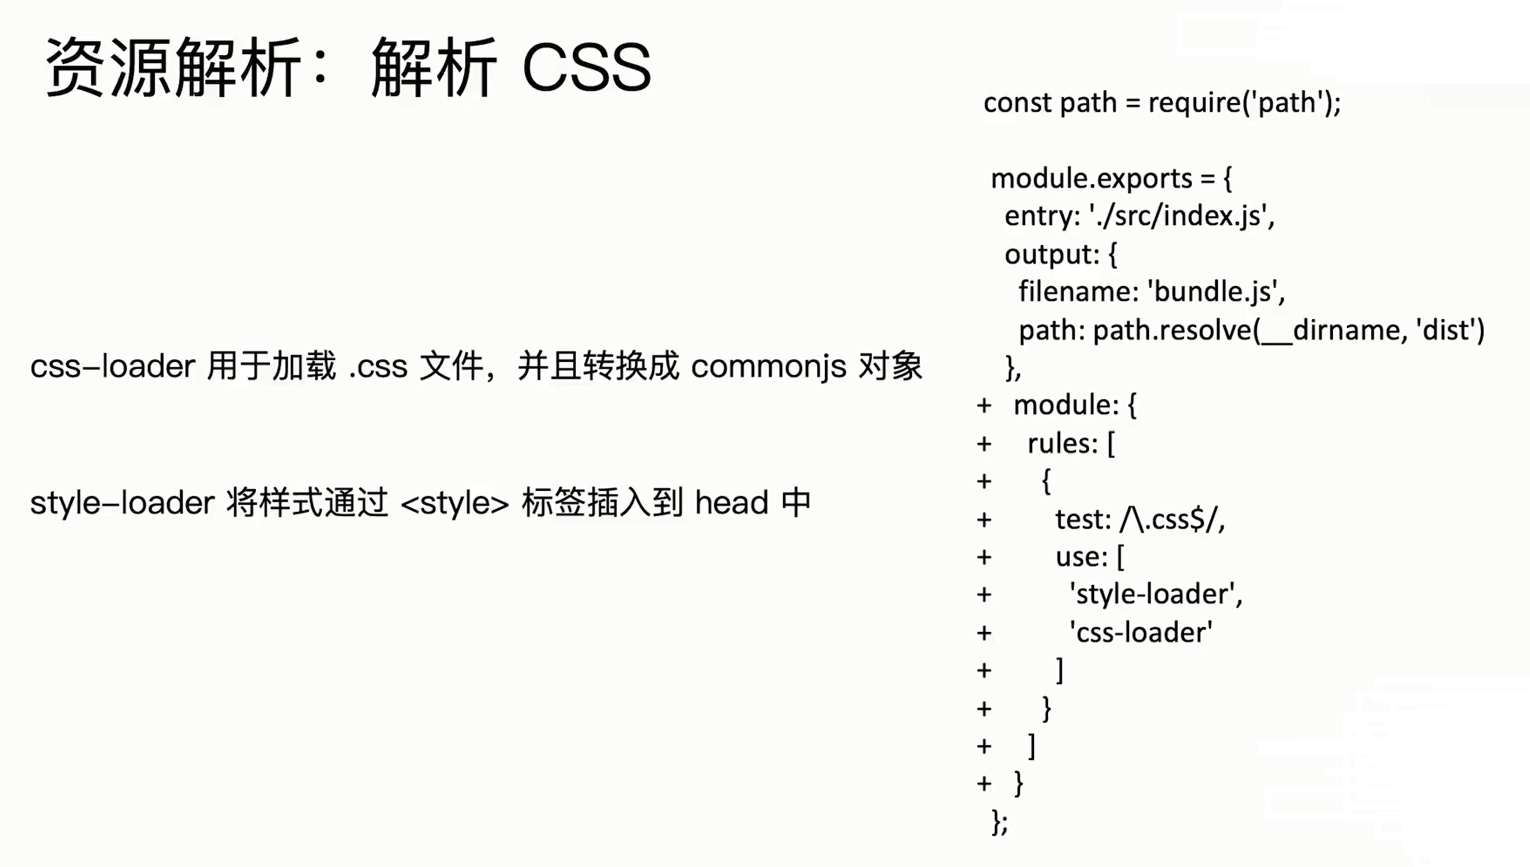 资源解析：解析 CSS
css-loader 用于加载 .css 文件，并且转换成 commonjs 对象
style-loader 将样式通过 <style> 标签插入到 head 中
const path = require('path');
module.exports = {
entry: './src/index.js',
output: {
filename: 'bundle.js',
path: path.resolve(__dirname, 'dist')
},
+ module: {
+ rules: [
+ {
+ test: /\.css$/,
+ use: [
+ 'style-loader',
+ 'css-loader'
+ ]
+ }
+ ]
+ }
};